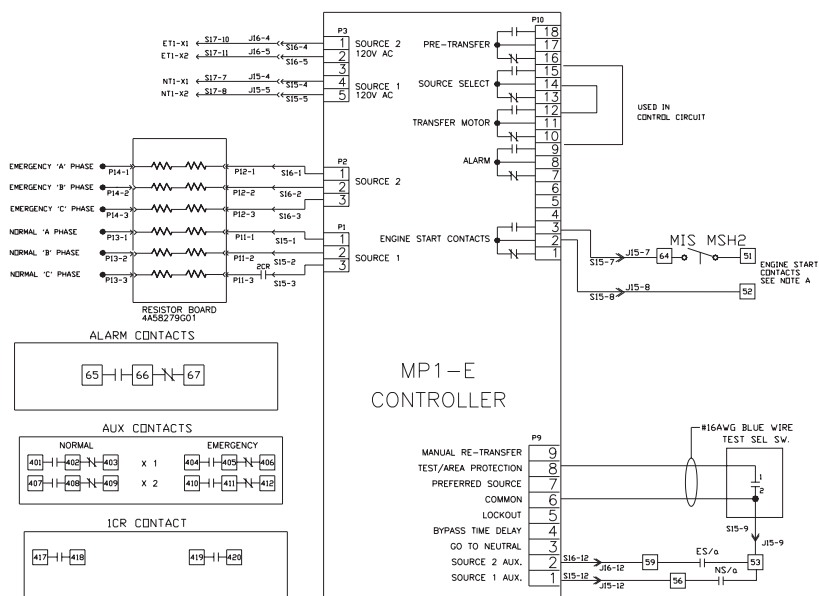 P3
ET1-X1 S17-10 J16-4 S16-4 1 SOURCE 2
ET1-X2 S17-11 J16-5 S16-5 2 120V AC
3
NT1-X1 S17-7 J15-4 S15-4 4 SOURCE 1
NT1-X2 S17-8 J15-5 S15-5 5 120V AC
P10
18
PRE-TRANSFER 17
16
15
SOURCE SELECT 14
13
12
TRANSFER MOTOR 11
10
9
ALARM 8
7
6
5
4
3
ENGINE START CONTACTS 2
1
USED IN
CONTROL CIRCUIT
P2
EMERGENCY 'A' PHASE P14-1 P12-1 S16-1 1
EMERGENCY 'B' PHASE P14-2 P12-2 S16-2 2 SOURCE 2
EMERGENCY 'C' PHASE P14-3 P12-3 S16-3 3
P1
NORMAL 'A PHASE P13-1 P11-1 S15-1 1
NORMAL 'B' PHASE P13-2 P11-2 S15-2 2 SOURCE 1
NORMAL 'C' PHASE P13-3 P11-3 2CR S15-3 3
RESISTOR BOARD
4A58279G01
S15-7 J15-7 64 MIS MSH2 51
S15-8 J15-8 52
ENGINE START
CONTACTS
SEE NOTE A
ALARM CONTACTS
65 66 67
AUX CONTACTS
NORMAL EMERGENCY
401 402 403 X 1 404 405 406
407 408 409 X 2 410 411 412
1CR CONTACT
417 418 419 420
MP1-E
CONTROLLER
P9
MANUAL RE-TRANSFER 9
TEST/AREA PROTECTION 8
PREFERRED SOURCE 7
COMMON 6
LOCKOUT 5
BYPASS TIME DELAY 4
GO TO NEUTRAL 3
SOURCE 2 AUX. 2 S16-12 J16-12 59 ES/a 53
SOURCE 1 AUX. 1 S15-12 J15-12 56 NS/a
#16AWG BLUE WIRE
TEST SEL SW.
1
2
S15-9
J15-9